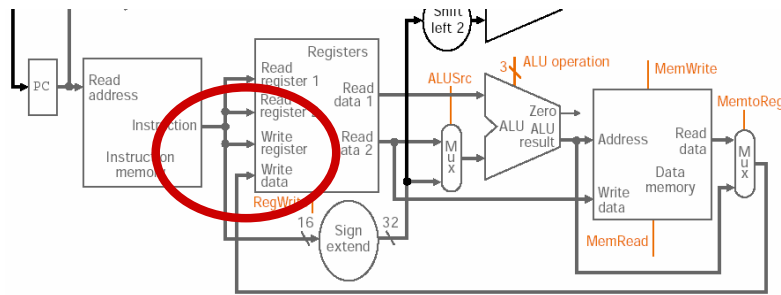 Shift
left 2
PC
Read
address
Instruction
Instruction
Registers
Read
register 1
Read
register
Write
register
Write
data
Read
data 1
Read
data 2
RegWrite
16
Sign
extend
32
ALUSrc
Mux
3
ALU operation
Zero
ALU
ALU
result
MemWrite
Address
Read
data
Data
memory
Write
data
MemRead
MemtoReg
Mux